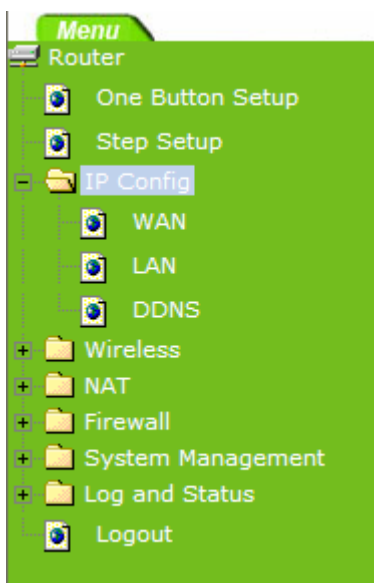 Menu
Router
One Button Setup
Step Setup
IP Config
WAN
LAN
DDNS
Wireless
NAT
Firewall
System Management
Log and Status
Logout